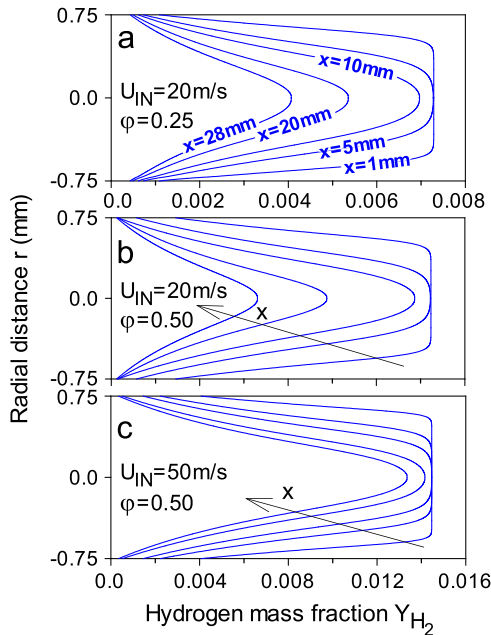 0.75
a
x=10mm
0.0
U_IN=20m/s
φ=0.25
x=28mm
x=20mm
x=5mm
x=1mm
-0.75
0.0 0.002 0.004 0.006 0.008
Radial distance r (mm)
0.75
b
0.0
U_IN=20m/s
φ=0.50
x
-0.75
0.75
c
0.0
U_IN=50m/s
φ=0.50
x
-0.75
0.0 0.004 0.008 0.012 0.016
Hydrogen mass fraction Y_H₂